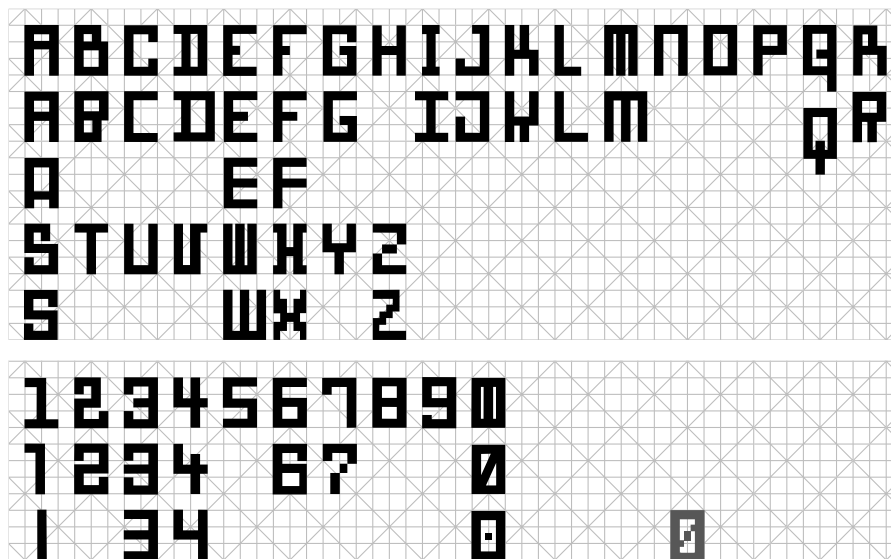 ABCDEFGHIJKLMNOPQR
ABCDEFG IJKLM QR
A EF
STUVWXYZ
S WX Z
1234567890
1234 67 0
1 34 0 0